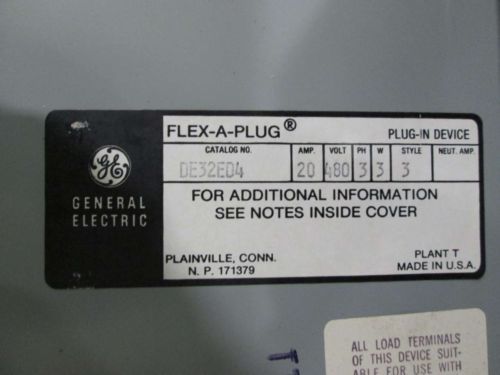 FLEX-A-PLUG® PLUG-IN DEVICE
CATALOG NO. AMP. VOLT PH W STYLE NEUT. AMP.
DE32ED4 20 480 3 3 3
GE
GENERAL
ELECTRIC
FOR ADDITIONAL INFORMATION
SEE NOTES INSIDE COVER
PLAINVILLE, CONN. PLANT T
N. P. 171379 MADE IN U.S.A.
ALL LOAD TERMINALS
OF THIS DEVICE SUIT-
ABLE FOR USE WITH